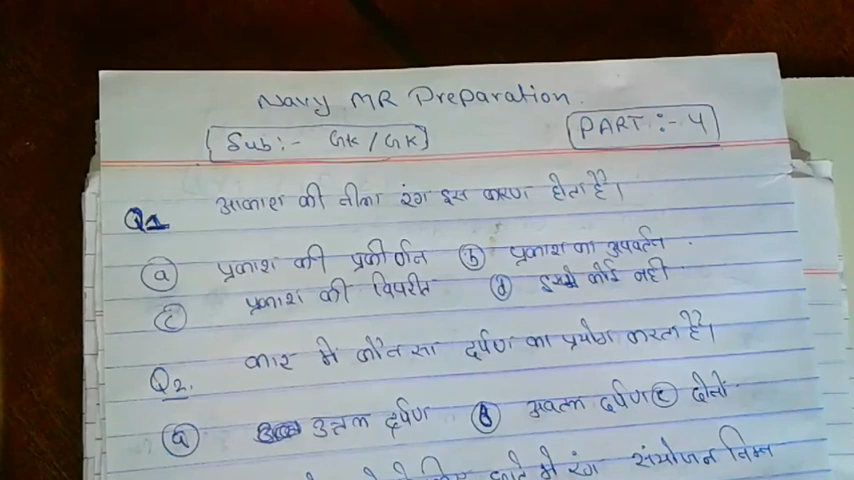 Navy MR Preparation
Sub:- GK/GK
PART:- 4
Q1 आकाश की नीला रंग इस कारण होता है।
a प्रकाश की प्रकीर्णन b प्रकाश का अपवर्तन
c प्रकाश की विपरीत d इसमे कोई नही
Q2. कार मे कौन सा दर्पण का प्रयोग करता है।
a उत्तल दर्पण b अवतल दर्पण c दोनो
मे रंग संयोजन निम्न